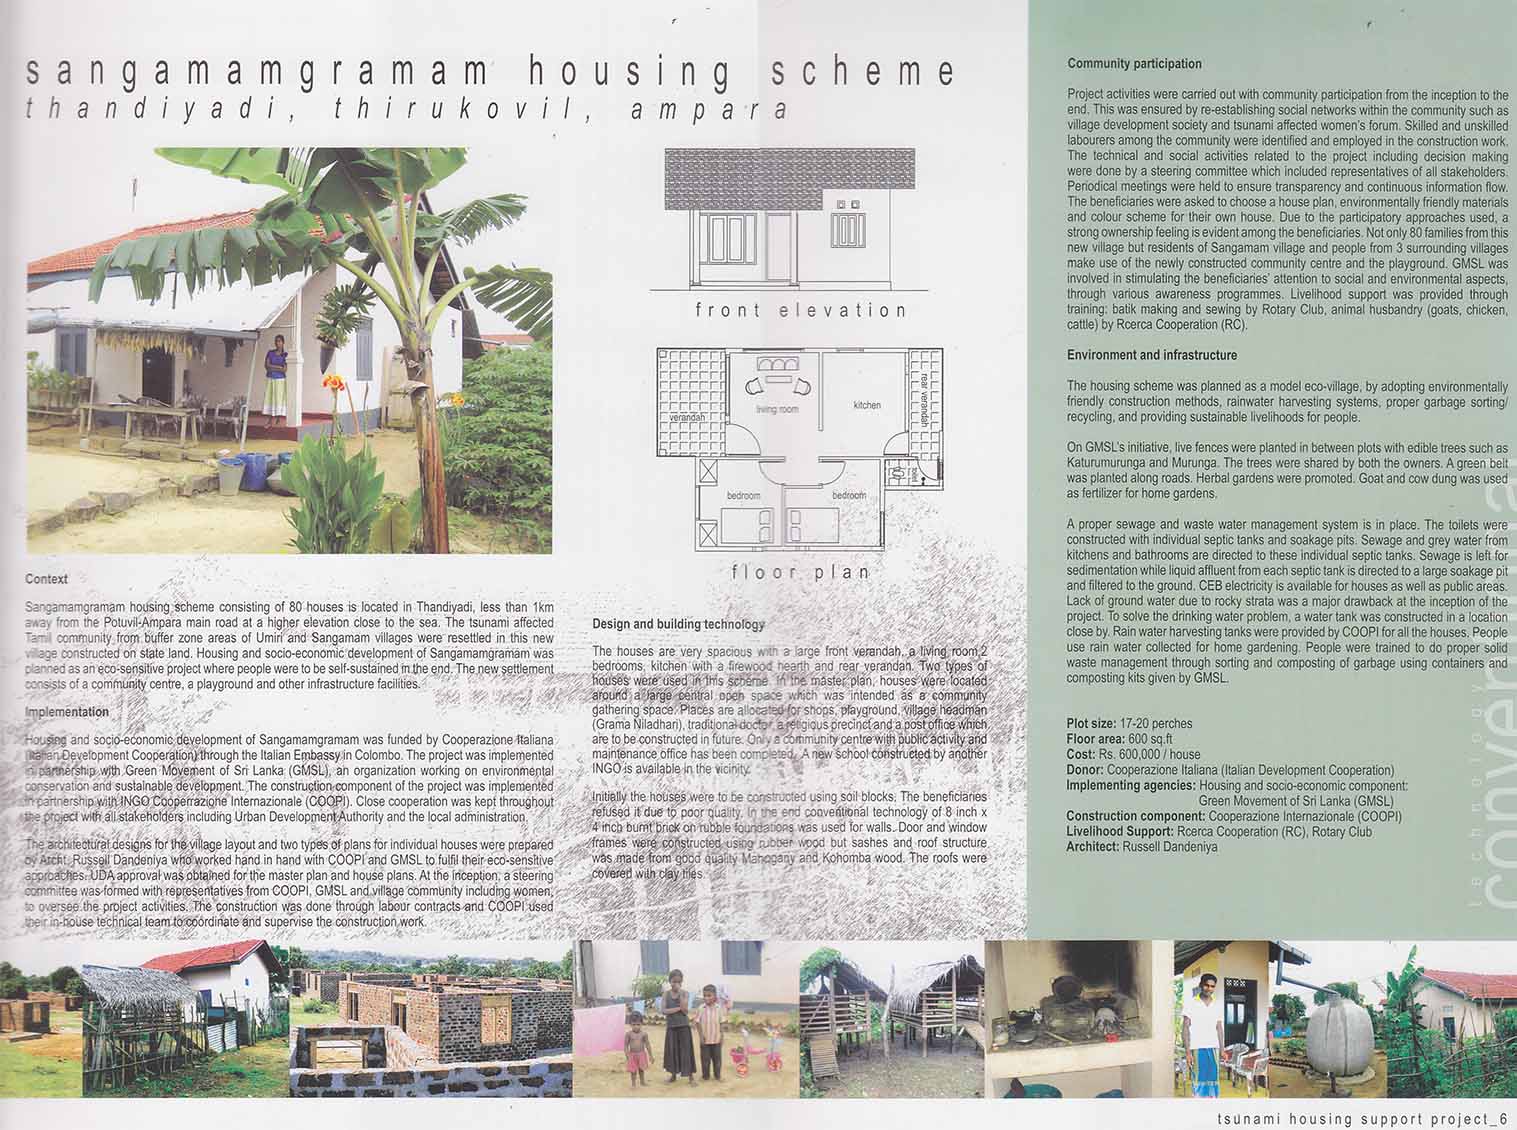 sangamamgramam housing scheme
thandiyadi, thirukovil, ampara
front elevation
verandah
living room
kitchen
rear verandah
toilet
bedroom
bedroom
floor plan
Context
Sangamamgramam housing scheme consisting of 80 houses is located in Thandiyadi, less than 1km
away from the Potuvil-Ampara main road at a higher elevation close to the sea. The tsunami affected
Tamil community from buffer zone areas of Umiri and Sangamam villages were resettled in this new
village constructed on state land. Housing and socio-economic development of Sangamamgramam was
planned as an eco-sensitive project where people were to be self-sustained in the end. The new settlement
consists of a community centre, a playground and other infrastructure facilities.
Implementation
Housing and socio-economic development of Sangamamgramam was funded by Cooperazione Italiana
(Italian Development Cooperation) through the Italian Embassy in Colombo. The project was implemented
in partnership with Green Movement of Sri Lanka (GMSL), an organization working on environmental
conservation and sustainable development. The construction component of the project was implemented
in partnership with INGO Cooperrazione Internazionale (COOPI). Close cooperation was kept throughout
the project with all stakeholders including Urban Development Authority and the local administration.
The architectural designs for the village layout and two types of plans for individual houses were prepared
by Archt. Russell Dandeniya who worked hand in hand with COOPI and GMSL to fulfil their eco-sensitive
approaches. UDA approval was obtained for the master plan and house plans. At the inception, a steering
committee was formed with representatives from COOPI, GMSL and village community including women,
to oversee the project activities. The construction was done through labour contracts and COOPI used
their in-house technical team to coordinate and supervise the construction work.
Design and building technology
The houses are very spacious with a large front verandah, a living room,2
bedrooms, kitchen with a firewood hearth and rear verandah. Two types of
houses were used in this scheme. In the master plan, houses were located
around a large central open space which was intended as a community
gathering space. Places are allocated for shops, playground, village headman
(Grama Niladhari), traditional doctor, a religious precinct and a post office which
are to be constructed in future. Only a community centre with public activity and
maintenance office has been completed. A new school constructed by another
INGO is available in the vicinity.
Initially the houses were to be constructed using soil blocks. The beneficiaries
refused it due to poor quality. In the end conventional technology of 8 inch x
4 inch burnt brick on rubble foundations was used for walls. Door and window
frames were constructed using rubber wood but sashes and roof structure
was made from good quality Mahogany and Kohomba wood. The roofs were
covered with clay tiles.
Community participation
Project activities were carried out with community participation from the inception to the
end. This was ensured by re-establishing social networks within the community such as
village development society and tsunami affected women's forum. Skilled and unskilled
labourers among the community were identified and employed in the construction work.
The technical and social activities related to the project including decision making
were done by a steering committee which included representatives of all stakeholders.
Periodical meetings were held to ensure transparency and continuous information flow.
The beneficiaries were asked to choose a house plan, environmentally friendly materials
and colour scheme for their own house. Due to the participatory approaches used, a
strong ownership feeling is evident among the beneficiaries. Not only 80 families from this
new village but residents of Sangamam village and people from 3 surrounding villages
make use of the newly constructed community centre and the playground. GMSL was
involved in stimulating the beneficiaries' attention to social and environmental aspects,
through various awareness programmes. Livelihood support was provided through
training: batik making and sewing by Rotary Club, animal husbandry (goats, chicken,
cattle) by Rcerca Cooperation (RC).
Environment and infrastructure
The housing scheme was planned as a model eco-village, by adopting environmentally
friendly construction methods, rainwater harvesting systems, proper garbage sorting/
recycling, and providing sustainable livelihoods for people.
On GMSL's initiative, live fences were planted in between plots with edible trees such as
Katurumurunga and Murunga. The trees were shared by both the owners. A green belt
was planted along roads. Herbal gardens were promoted. Goat and cow dung was used
as fertilizer for home gardens.
A proper sewage and waste water management system is in place. The toilets were
constructed with individual septic tanks and soakage pits. Sewage and grey water from
kitchens and bathrooms are directed to these individual septic tanks. Sewage is left for
sedimentation while liquid affluent from each septic tank is directed to a large soakage pit
and filtered to the ground. CEB electricity is available for houses as well as public areas.
Lack of ground water due to rocky strata was a major drawback at the inception of the
project. To solve the drinking water problem, a water tank was constructed in a location
close by. Rain water harvesting tanks were provided by COOPI for all the houses. People
use rain water collected for home gardening. People were trained to do proper solid
waste management through sorting and composting of garbage using containers and
composting kits given by GMSL.
Plot size: 17-20 perches
Floor area: 600 sq.ft
Cost: Rs. 600,000 / house
Donor: Cooperazione Italiana (Italian Development Cooperation)
Implementing agencies: Housing and socio-economic component:
Green Movement of Sri Lanka (GMSL)
Construction component: Cooperazione Internazionale (COOPI)
Livelihood Support: Rcerca Cooperation (RC), Rotary Club
Architect: Russell Dandeniya
technology
conventional
tsunami housing support project_6